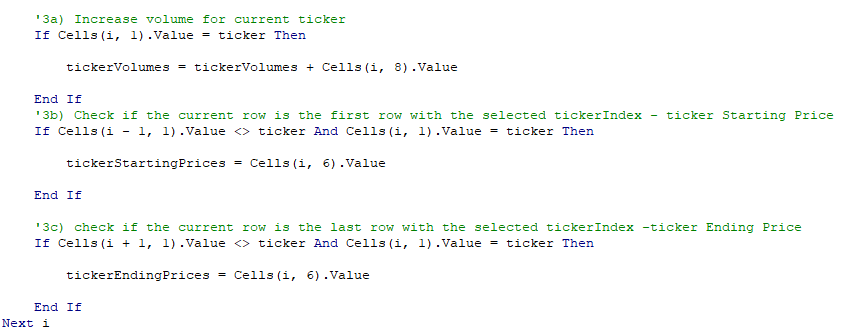 '3a) Increase volume for current ticker
If Cells(i, 1).Value = ticker Then
tickerVolumes = tickerVolumes + Cells(i, 8).Value
End If
'3b) Check if the current row is the first row with the selected tickerIndex - ticker Starting Price
If Cells(i - 1, 1).Value <> ticker And Cells(i, 1).Value = ticker Then
tickerStartingPrices = Cells(i, 6).Value
End If
'3c) check if the current row is the last row with the selected tickerIndex -ticker Ending Price
If Cells(i + 1, 1).Value <> ticker And Cells(i, 1).Value = ticker Then
tickerEndingPrices = Cells(i, 6).Value
End If
Next i